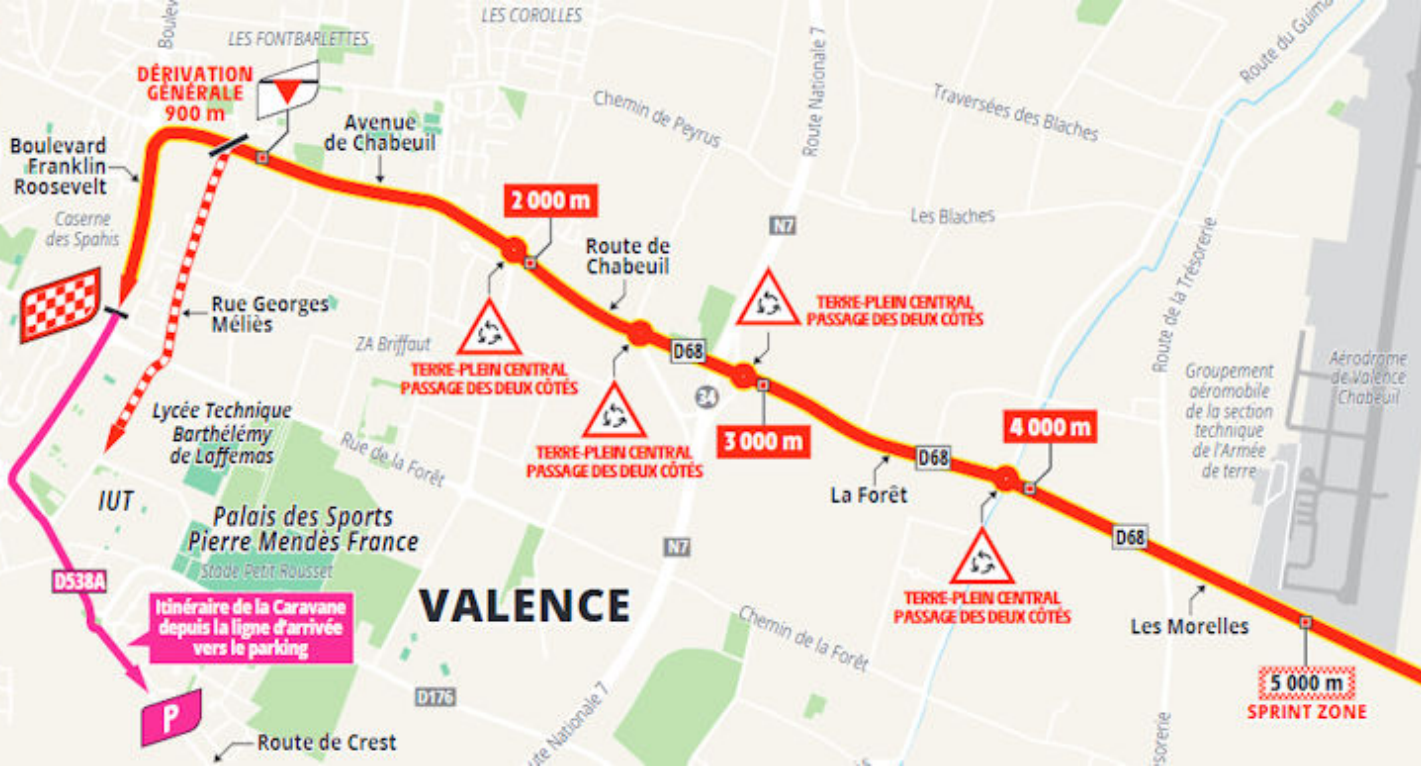 LES COROLLES
Boulev
LES FONTBARLETTES
DÉRIVATION
GÉNÉRALE
900 m
Avenue
de Chabeuil
Boulevard
Franklin
Roosevelt
Caserne
des Spahis
Chemin de Peyrus
Route Nationale 7
Traversées des Blaches
Route du Guima
2 000 m
Route de
Chabeuil
N7
Les Blaches
Route de la Trésorerie
Rue Georges
Méliès
ZA Briffaut
TERRE-PLEIN CENTRAL
PASSAGE DES DEUX CÔTÉS
TERRE-PLEIN CENTRAL
PASSAGE DES DEUX CÔTÉS
D68
34
3 000 m
TERRE-PLEIN CENTRAL
PASSAGE DES DEUX CÔTÉS
4 000 m
D68
La Forêt
Groupement
aéromobile
de la section
technique
de l'Armée
de terre
Aérodrome
de Valence
Chabeuil
Lycée Technique
Barthélémy
de Laffemas
Rue de la Forêt
IUT
Palais des Sports
Pierre Mendès France
Stade Petit Rousset
N7
D68
D538A
Itinéraire de la Caravane
depuis la ligne d'arrivée
vers le parking
VALENCE
TERRE-PLEIN CENTRAL
PASSAGE DES DEUX CÔTÉS
Chemin de la Forêt
Les Morelles
5 000 m
SPRINT ZONE
P
D176
Route de Crest
ute Nationale 7
ésorerie